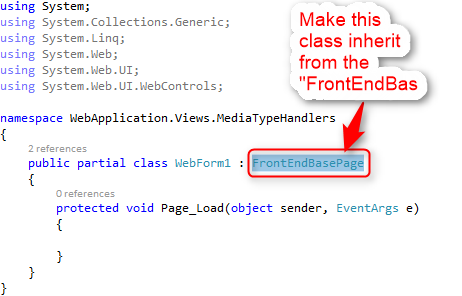 using System;
using System.Collections.Generic;
using System.Linq;
using System.Web;
using System.Web.UI;
using System.Web.UI.WebControls;
Make this
class inherit
from the
"FrontEndBas
namespace WebApplication.Views.MediaTypeHandlers
{
2 references
public partial class WebForm1 : FrontEndBasePage
{
0 references
protected void Page_Load(object sender, EventArgs e)
{
}
}
}